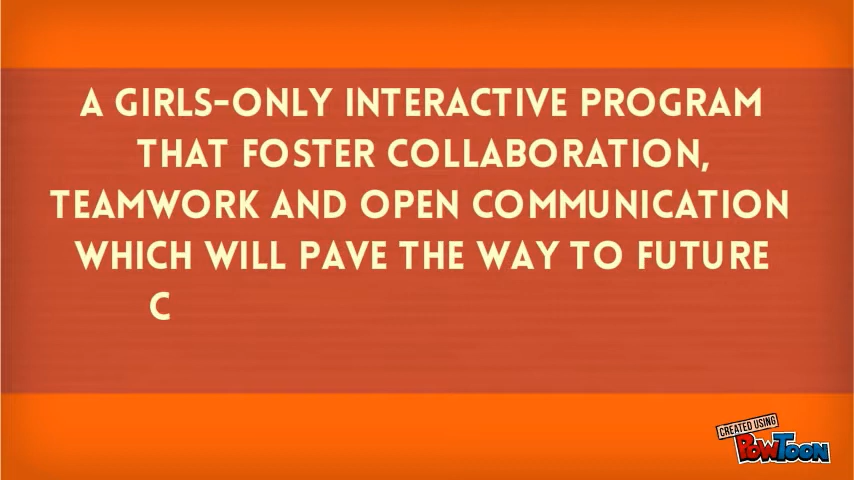 A GIRLS-ONLY INTERACTIVE PROGRAM
THAT FOSTER COLLABORATION,
TEAMWORK AND OPEN COMMUNICATION
WHICH WILL PAVE THE WAY TO FUTURE
C
CREATED USING
POWTOON